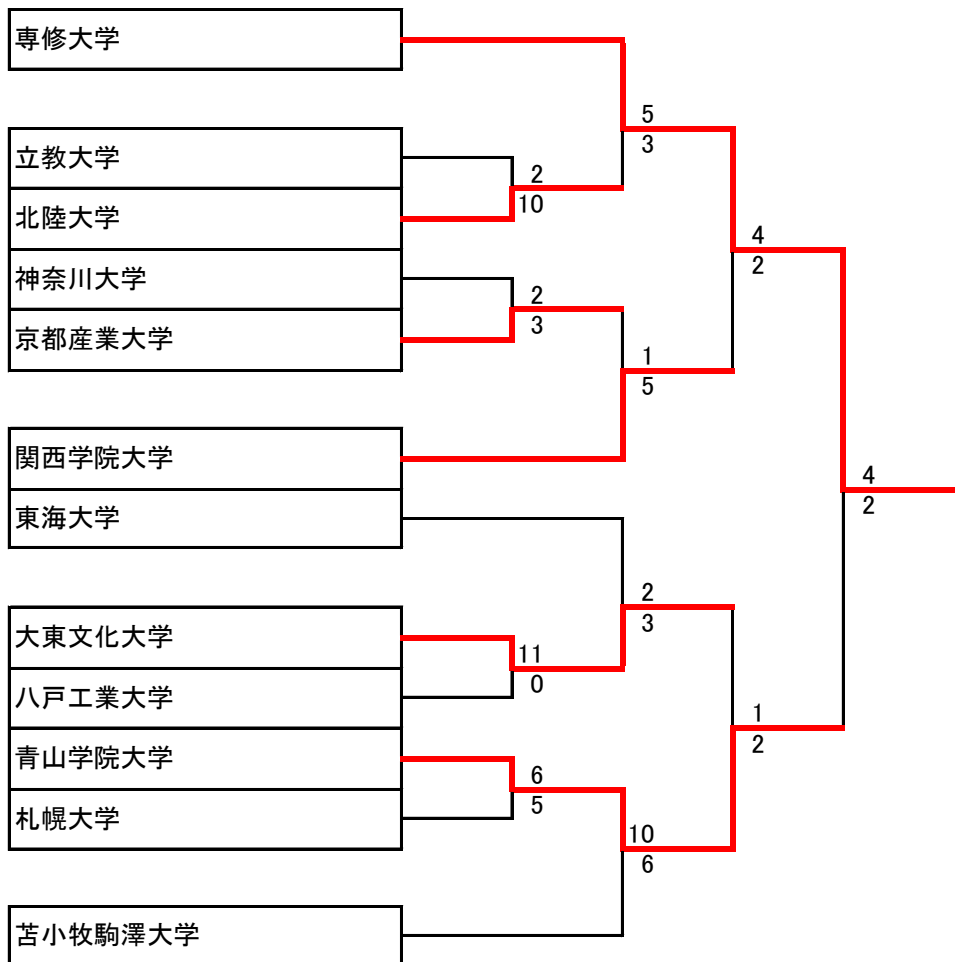 専修大学
5
3
立教大学
2
10
北陸大学
4
2
神奈川大学
2
3
京都産業大学
1
5
関西学院大学
4
2
東海大学
2
3
大東文化大学
11
0
八戸工業大学
1
2
青山学院大学
6
5
札幌大学
10
6
苫小牧駒澤大学